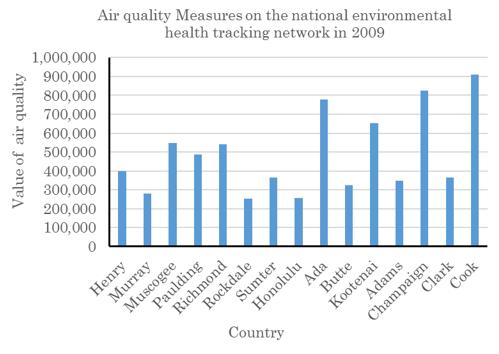 Air quality Measures on the national environmental
health tracking network in 2009
Value of air quality
1,000,000
900,000
800,000
700,000
600,000
500,000
400,000
300,000
200,000
100,000
0
Henry
Murray
Muscogee
Paulding
Richmond
Rockdale
Sumter
Honolulu
Ada
Butte
Kootenai
Adams
Champaign
Clark
Cook
Country